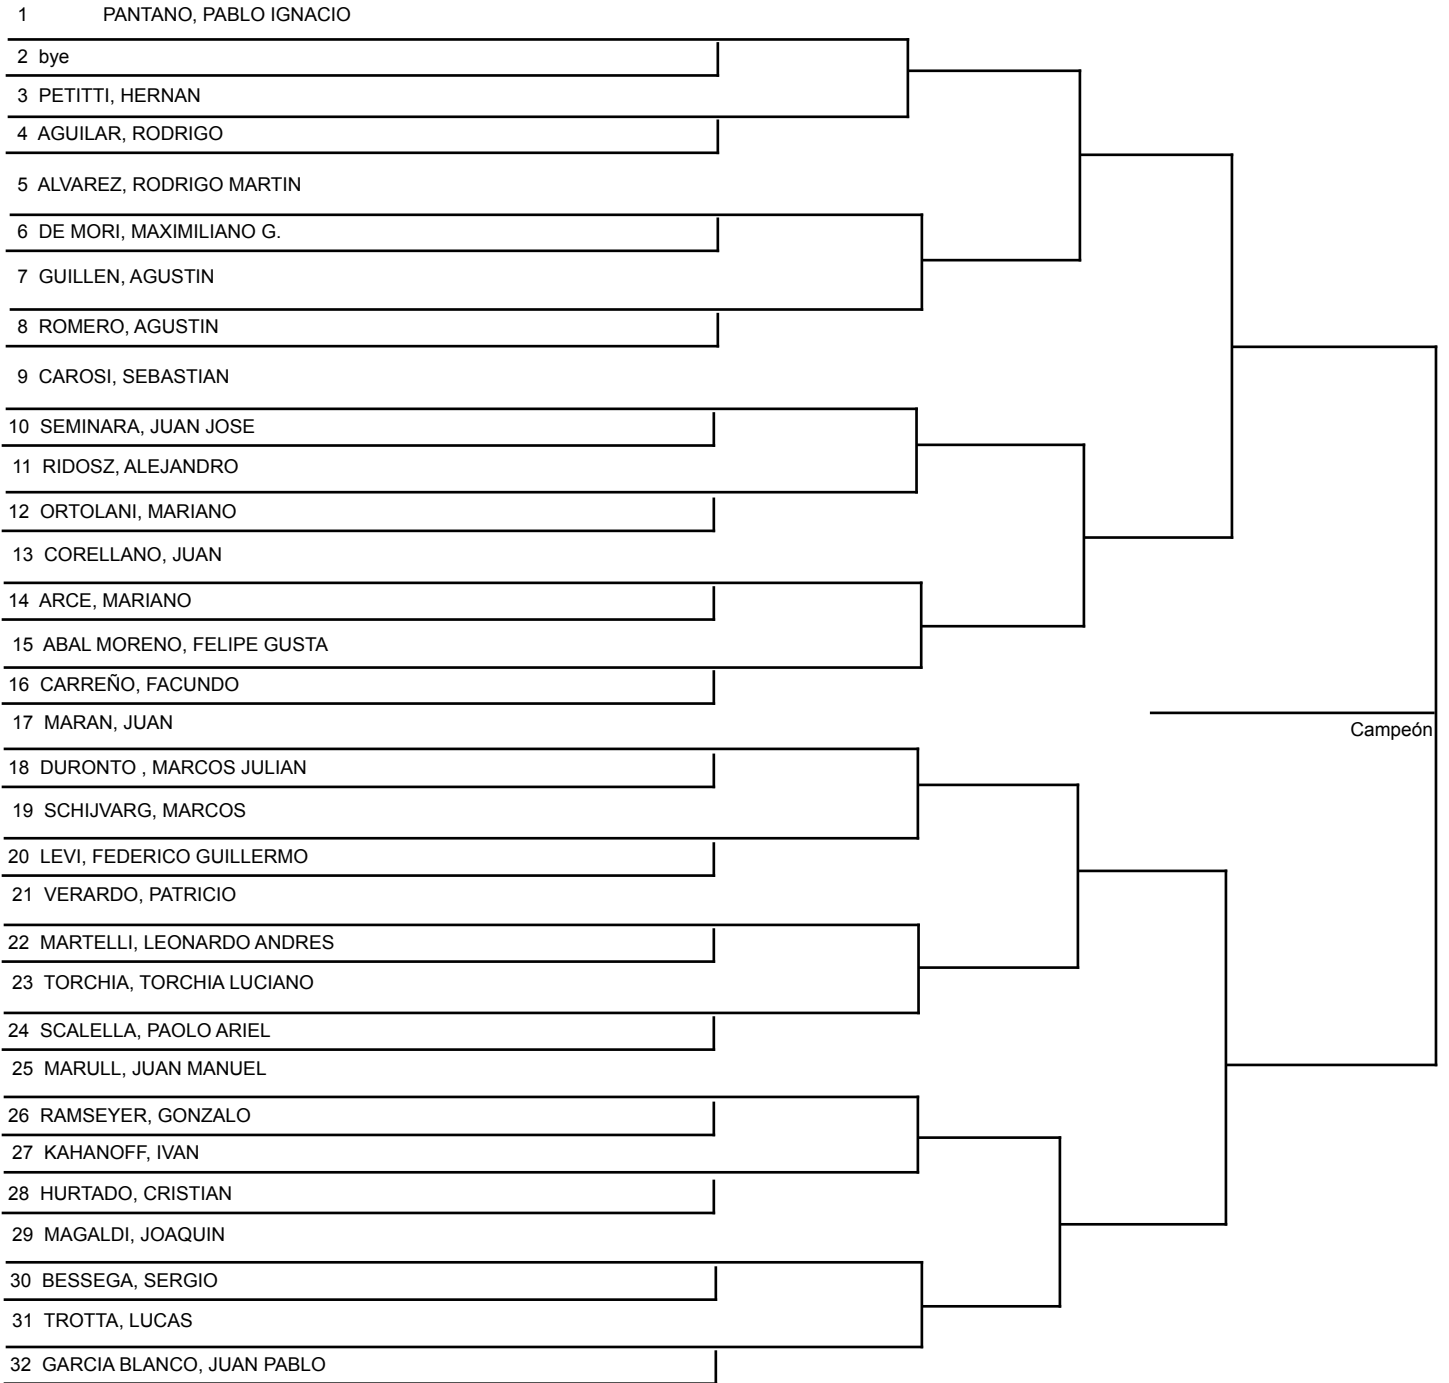 1 PANTANO, PABLO IGNACIO
2 bye
3 PETITTI, HERNAN
4 AGUILAR, RODRIGO
5 ALVAREZ, RODRIGO MARTIN
6 DE MORI, MAXIMILIANO G.
7 GUILLEN, AGUSTIN
8 ROMERO, AGUSTIN
9 CAROSI, SEBASTIAN
10 SEMINARA, JUAN JOSE
11 RIDOSZ, ALEJANDRO
12 ORTOLANI, MARIANO
13 CORELLANO, JUAN
14 ARCE, MARIANO
15 ABAL MORENO, FELIPE GUSTA
16 CARREÑO, FACUNDO
17 MARAN, JUAN
Campeón
18 DURONTO , MARCOS JULIAN
19 SCHIJVARG, MARCOS
20 LEVI, FEDERICO GUILLERMO
21 VERARDO, PATRICIO
22 MARTELLI, LEONARDO ANDRES
23 TORCHIA, TORCHIA LUCIANO
24 SCALELLA, PAOLO ARIEL
25 MARULL, JUAN MANUEL
26 RAMSEYER, GONZALO
27 KAHANOFF, IVAN
28 HURTADO, CRISTIAN
29 MAGALDI, JOAQUIN
30 BESSEGA, SERGIO
31 TROTTA, LUCAS
32 GARCIA BLANCO, JUAN PABLO